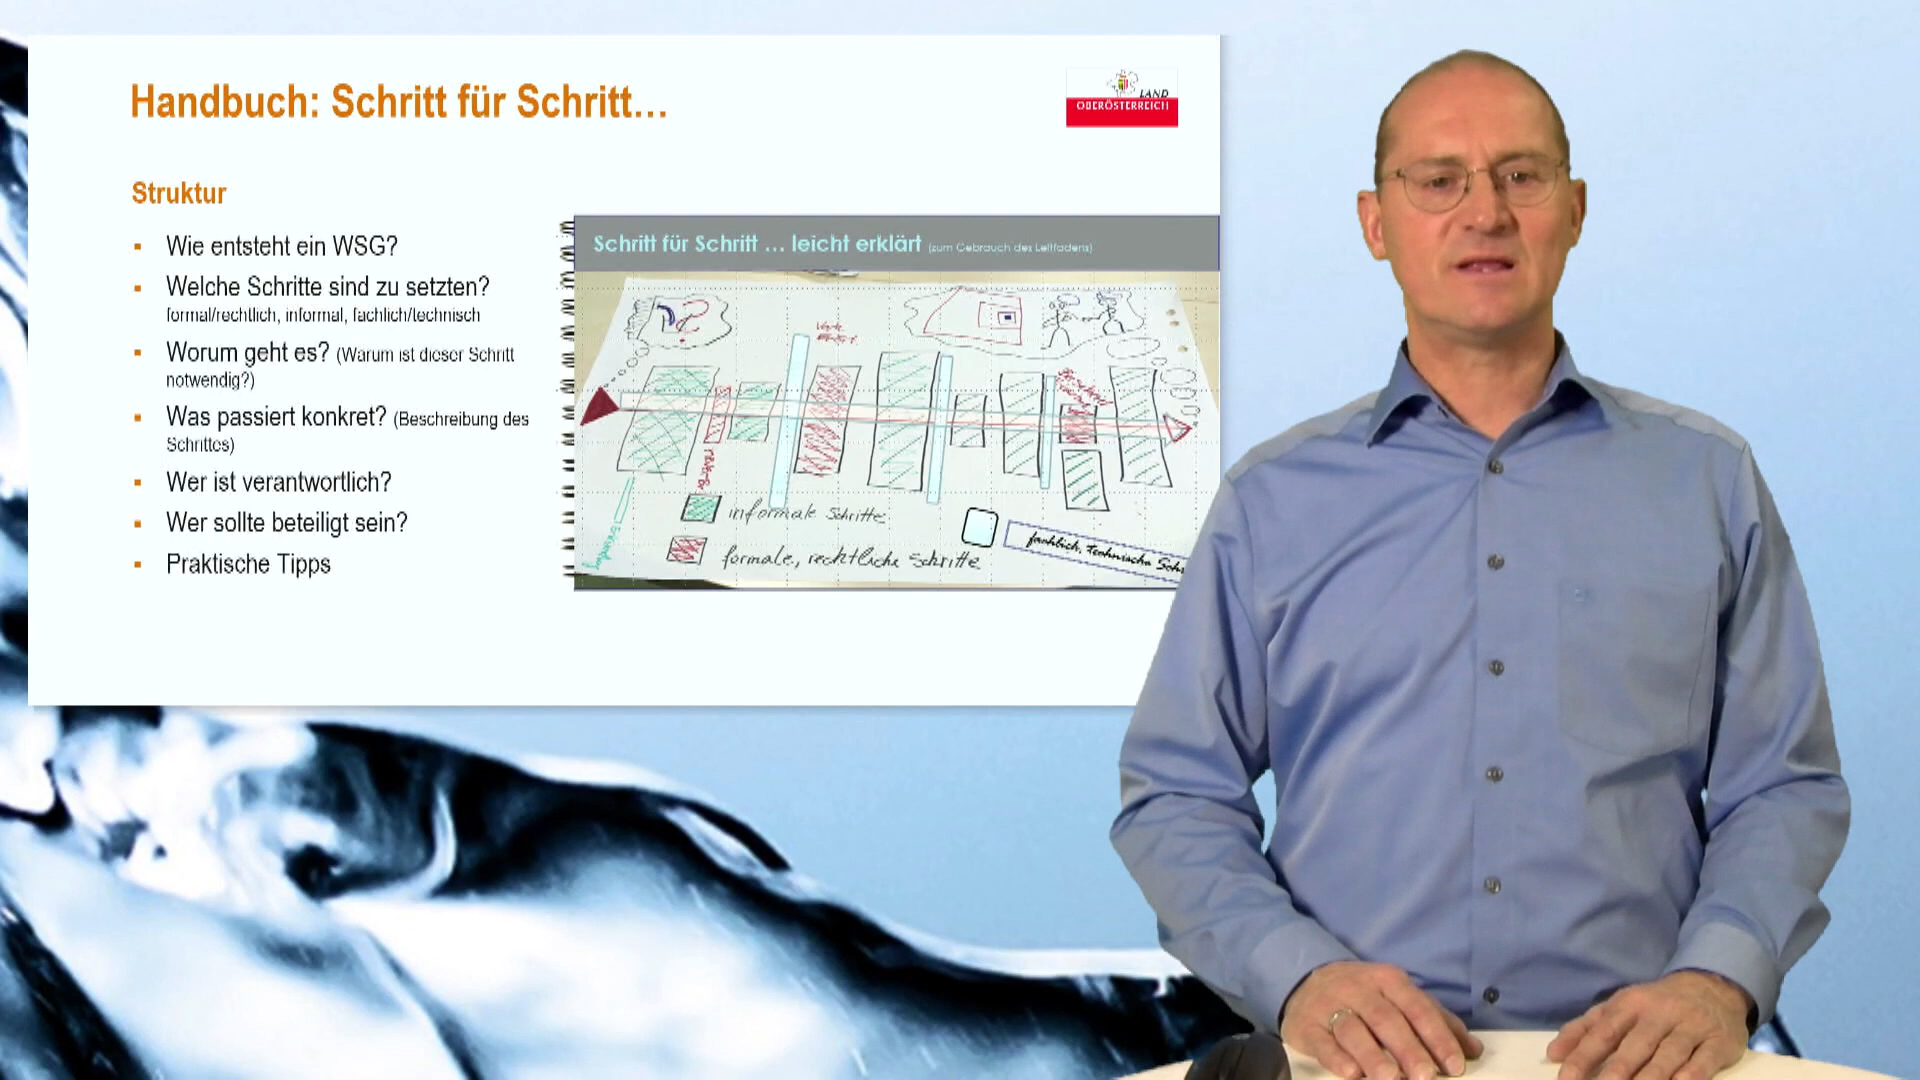 Handbuch: Schritt für Schritt…
LAND
OBERÖSTERREICH
Struktur
▪ Wie entsteht ein WSG?
▪ Welche Schritte sind zu setzten?
formal/rechtlich, informal, fachlich/technisch
▪ Worum geht es? (Warum ist dieser Schritt
notwendig?)
▪ Was passiert konkret? (Beschreibung des
Schrittes)
▪ Wer ist verantwortlich?
▪ Wer sollte beteiligt sein?
▪ Praktische Tipps
Schritt für Schritt … leicht erklärt (zum Gebrauch des Leitfadens)
informale Schritte
formale, rechtliche Schritte
fachlich, technische